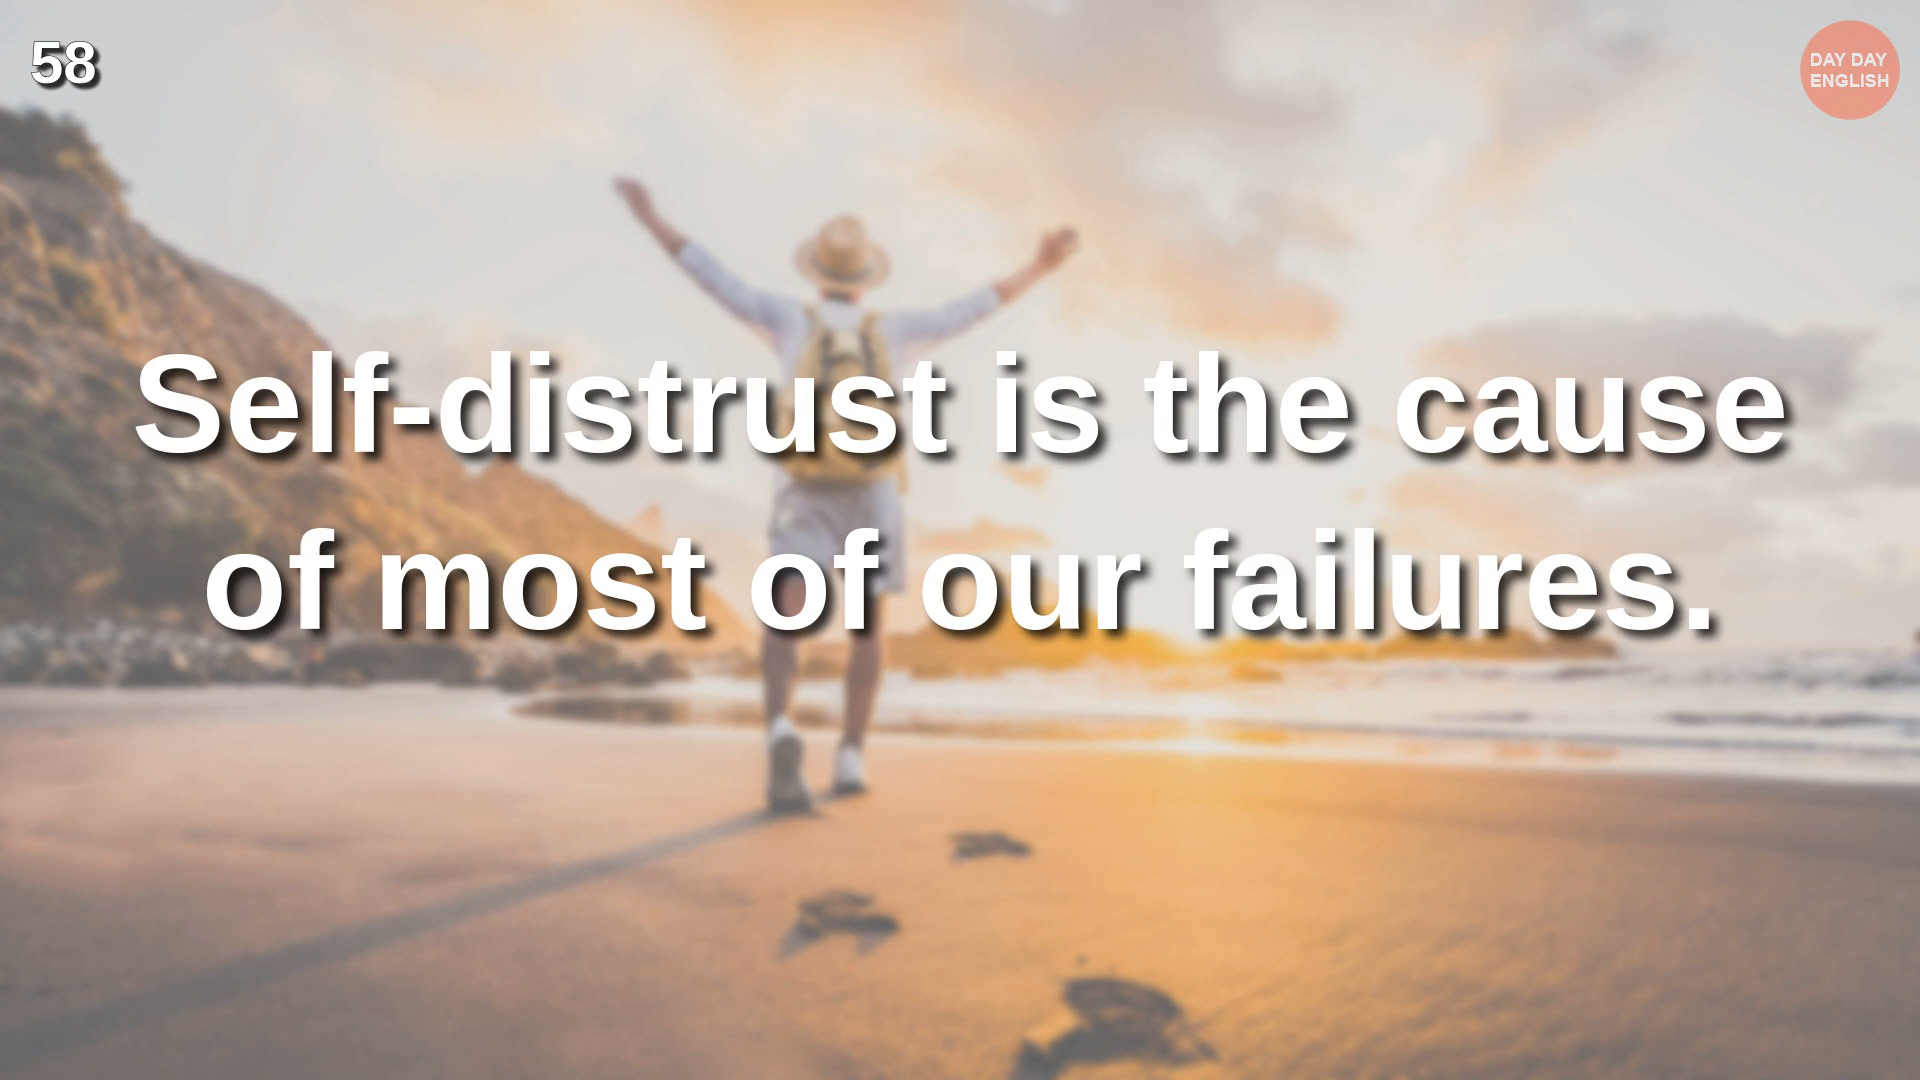 58
DAY DAY
ENGLISH
Self-distrust is the cause
of most of our failures.